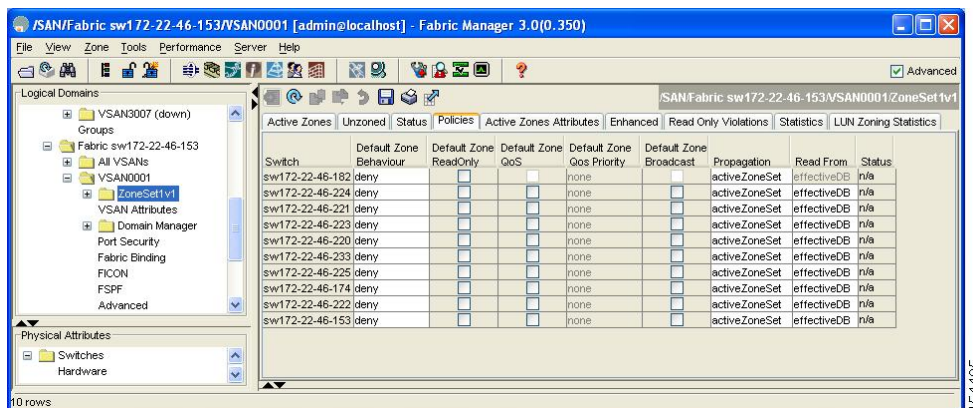 /SAN/Fabric sw172-22-46-153/VSAN0001 [admin@localhost] - Fabric Manager 3.0(0.350)
File View Zone Tools Performance Server Help
Advanced
Logical Domains
/SAN/Fabric sw172-22-46-153/VSAN0001/ZoneSet1v1
VSAN3007 (down)
Groups
Fabric sw172-22-46-153
All VSANs
VSAN0001
ZoneSet1v1
VSAN Attributes
Domain Manager
Port Security
Fabric Binding
FICON
FSPF
Advanced
Physical Attributes
Switches
Hardware
Active Zones Unzoned Status Policies Active Zones Attributes Enhanced Read Only Violations Statistics LUN Zoning Statistics
Switch Default Zone Behaviour Default Zone ReadOnly Default Zone QoS Default Zone Qos Priority Default Zone Broadcast Propagation Read From Status
sw172-22-46-182 deny none activeZoneSet effectiveDB n/a
sw172-22-46-224 deny none activeZoneSet effectiveDB n/a
sw172-22-46-221 deny none activeZoneSet effectiveDB n/a
sw172-22-46-223 deny none activeZoneSet effectiveDB n/a
sw172-22-46-220 deny none activeZoneSet effectiveDB n/a
sw172-22-46-233 deny none activeZoneSet effectiveDB n/a
sw172-22-46-225 deny none activeZoneSet effectiveDB n/a
sw172-22-46-174 deny none activeZoneSet effectiveDB n/a
sw172-22-46-222 deny none activeZoneSet effectiveDB n/a
sw172-22-46-153 deny none activeZoneSet effectiveDB n/a
10 rows